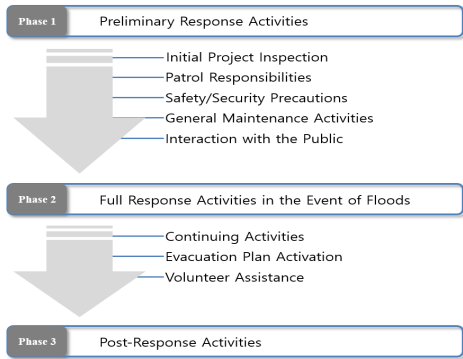 Phase 1 Preliminary Response Activities
Initial Project Inspection
Patrol Responsibilities
Safety/Security Precautions
General Maintenance Activities
Interaction with the Public
Phase 2 Full Response Activities in the Event of Floods
Continuing Activities
Evacuation Plan Activation
Volunteer Assistance
Phase 3 Post-Response Activities